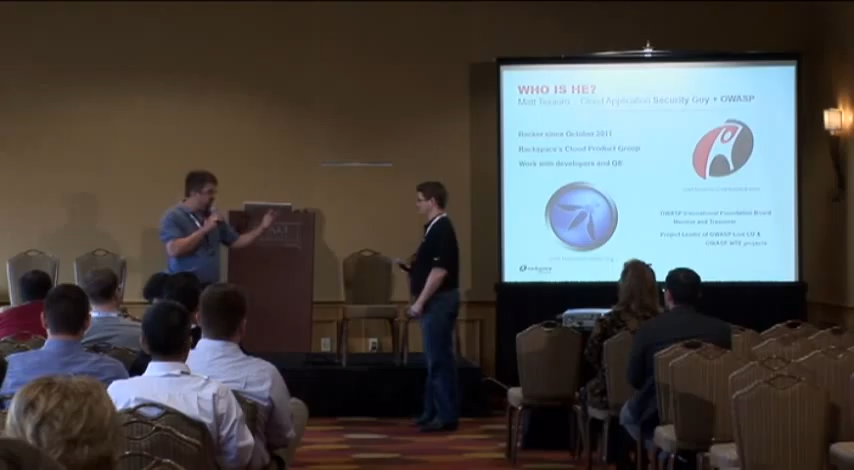 WHO IS HE?
Matt Tesauro - Cloud Application Security Guy + OWASP
Racker since October 2011
Rackspace's Cloud Product Group
Work with developers and QE
OWASP International Foundation Board
Member and Treasurer
Project Leader of OWASP Live CD &
OWASP WTE projects
rackspace